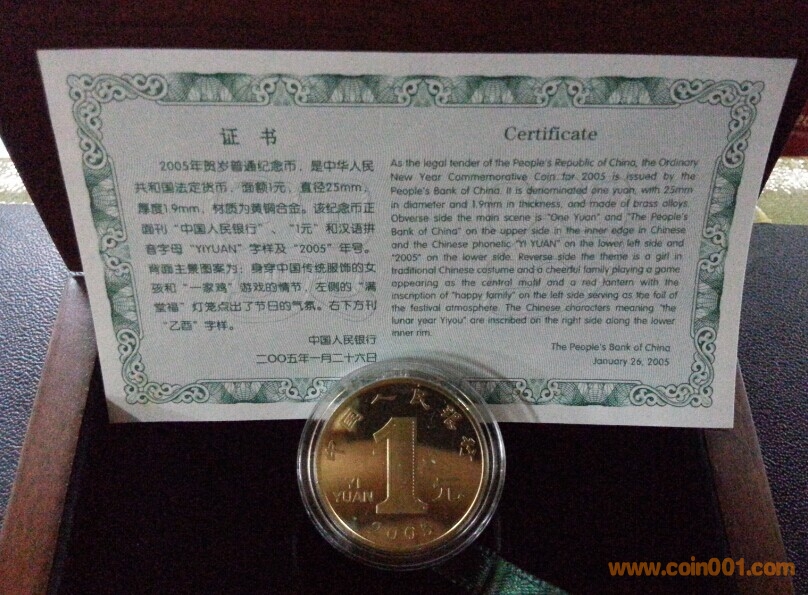 证书
2005年贺岁普通纪念币，是中华人民
共和国法定货币，面额1元，直径25mm，
厚度1.9mm，材质为黄铜合金。该纪念币正
面刊“中国人民银行”、“1元”和汉语拼
音字母“YIYUAN”字样及“2005”年号。
背面主景图案为：身穿中国传统服饰的女
孩和“一家鸡”游戏的情节，左侧的“满
堂福”灯笼点出了节日的气氛。右下方刊
“乙酉”字样。
中国人民银行
二〇〇五年一月二十六日
Certificate
As the legal tender of the People's Republic of China, the Ordinary
New Year Commemorative Coin for 2005 is issued by the
People's Bank of China. It is denominated one yuan, with 25mm
in diameter and 1.9mm in thickness, and made of brass alloys.
Obverse side the main scene is "One Yuan" and "The People's
Bank of China" on the upper side in the inner edge in Chinese
and the Chinese phonetic "YI YUAN" on the lower left side and
"2005" on the lower side. Reverse side the theme is a girl in
traditional Chinese costume and a cheerful family playing a game
appearing as the central motif and a red lantern with the
inscription of "happy family" on the left side serving as the foil of
the festival atmosphere. The Chinese characters meaning "the
lunar year Yiyou" are inscribed on the right side along the lower
inner rim.
The People's Bank of China
January 26, 2005
中国人民银行
1
YI
YUAN
元
2005
www.coin001.com